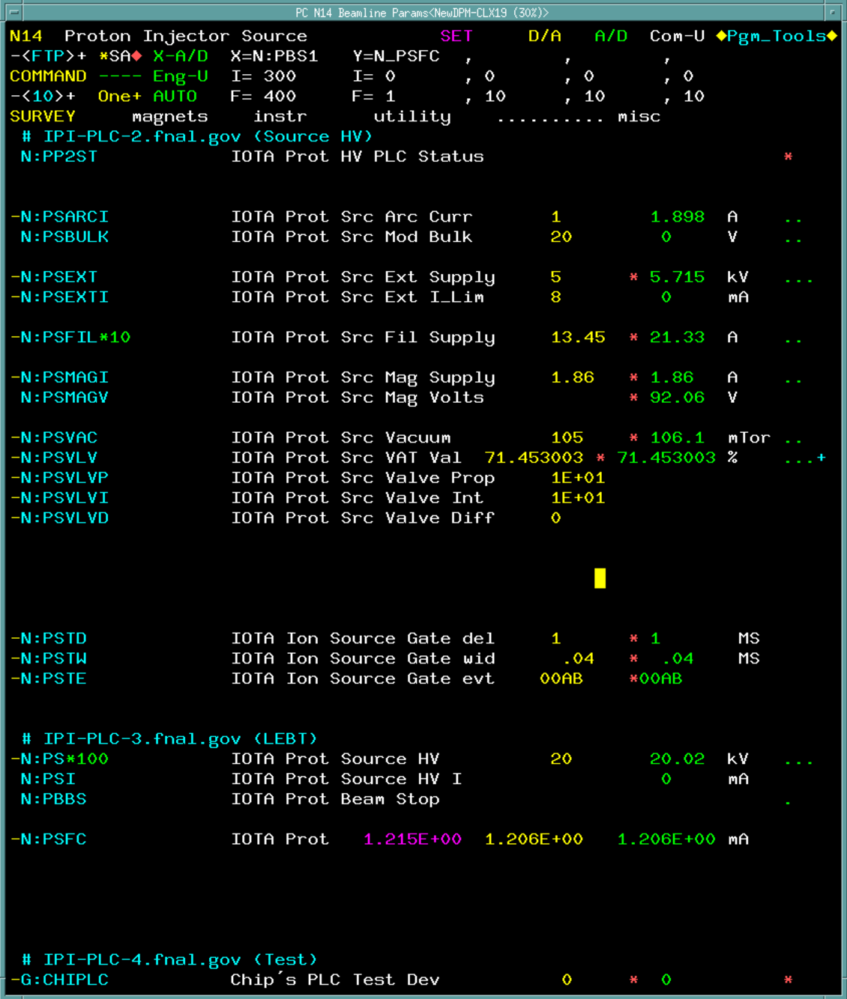 PC N14 Beamline Params<NewDPM-CLX19 (30%)>
N14 Proton Injector Source SET D/A A/D Com-U ◆Pgm_Tools◆
-<FTP>+ *SA◆ X-A/D X=N:PBS1 Y=N_PSFC , , ,
COMMAND ---- Eng-U I= 300 I= 0 , 0 , 0 , 0
-<10>+ One+ AUTO F= 400 F= 1 , 10 , 10 , 10
SURVEY magnets instr utility .......... misc
# IPI-PLC-2.fnal.gov (Source HV)
N:PP2ST IOTA Prot HV PLC Status *
-N:PSARCI IOTA Prot Src Arc Curr 1 1.898 A ..
N:PSBULK IOTA Prot Src Mod Bulk 20 0 V ..
-N:PSEXT IOTA Prot Src Ext Supply 5 * 5.715 kV ...
-N:PSEXTI IOTA Prot Src Ext I_Lim 8 0 mA
-N:PSFIL*10 IOTA Prot Src Fil Supply 13.45 * 21.33 A ..
-N:PSMAGI IOTA Prot Src Mag Supply 1.86 * 1.86 A ..
N:PSMAGV IOTA Prot Src Mag Volts * 92.06 V
-N:PSVAC IOTA Prot Src Vacuum 105 * 106.1 mTor ..
-N:PSVLV IOTA Prot Src VAT Val 71.453003 * 71.453003 % ...+
-N:PSVLVP IOTA Prot Src Valve Prop 1E+01
-N:PSVLVI IOTA Prot Src Valve Int 1E+01
-N:PSVLVD IOTA Prot Src Valve Diff 0
-N:PSTD IOTA Ion Source Gate del 1 * 1 MS
-N:PSTW IOTA Ion Source Gate wid .04 * .04 MS
-N:PSTE IOTA Ion Source Gate evt 00AB *00AB
# IPI-PLC-3.fnal.gov (LEBT)
-N:PS*100 IOTA Prot Source HV 20 20.02 kV ...
N:PSI IOTA Prot Source HV I 0 mA
N:PBBS IOTA Prot Beam Stop .
-N:PSFC IOTA Prot 1.215E+00 1.206E+00 1.206E+00 mA
# IPI-PLC-4.fnal.gov (Test)
-G:CHIPLC Chip's PLC Test Dev 0 * 0 *